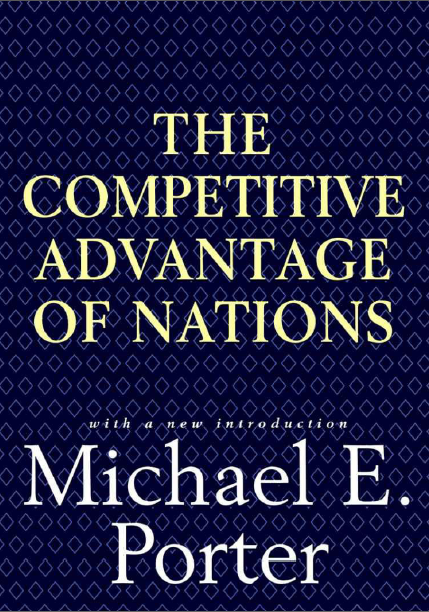 THE
COMPETITIVE
ADVANTAGE
OF NATIONS
with a new introduction
Michael E.
Porter